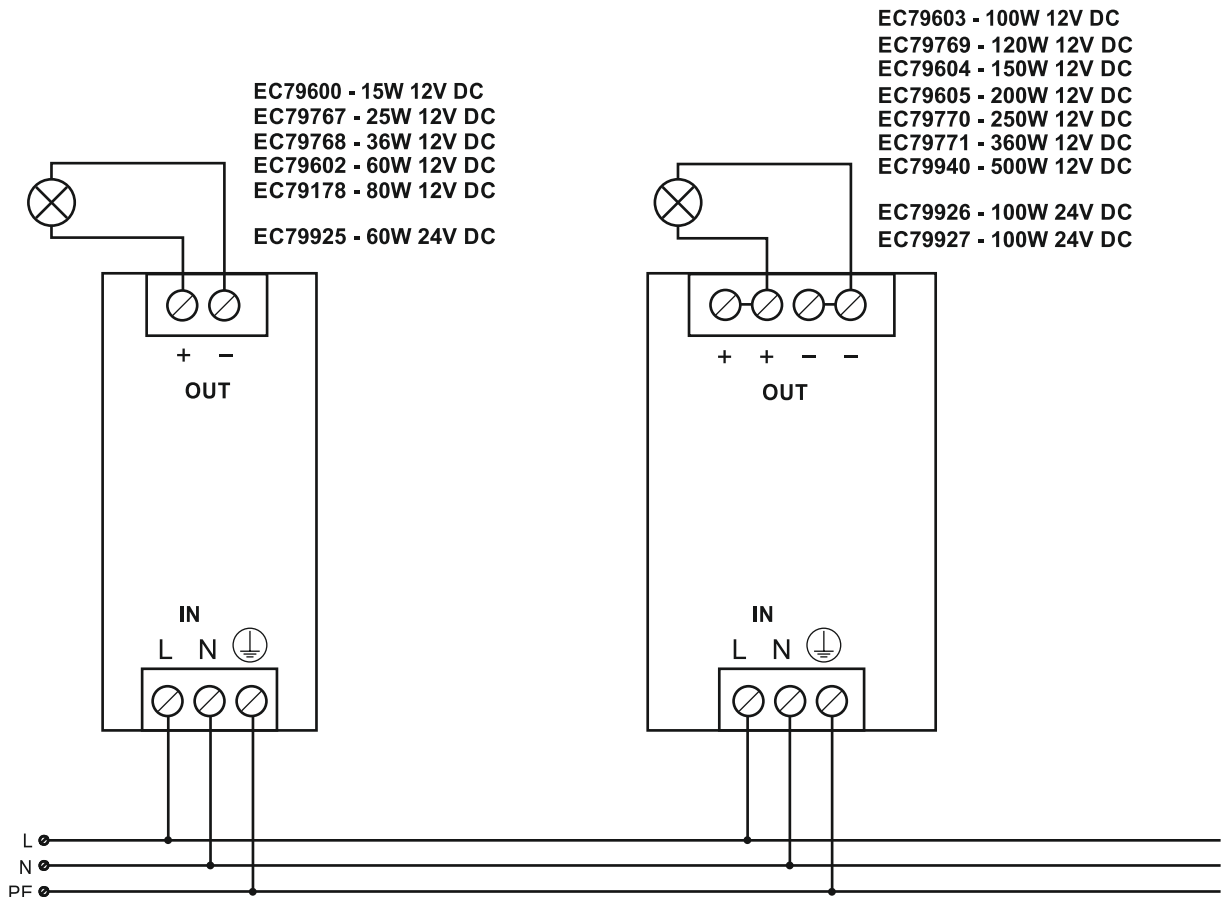 EC79600 - 15W 12V DC
EC79767 - 25W 12V DC
EC79768 - 36W 12V DC
EC79602 - 60W 12V DC
EC79178 - 80W 12V DC
EC79925 - 60W 24V DC
+ −
OUT
IN
L N
EC79603 - 100W 12V DC
EC79769 - 120W 12V DC
EC79604 - 150W 12V DC
EC79605 - 200W 12V DC
EC79770 - 250W 12V DC
EC79771 - 360W 12V DC
EC79940 - 500W 12V DC
EC79926 - 100W 24V DC
EC79927 - 100W 24V DC
+ + − −
OUT
IN
L N
L
N
PE